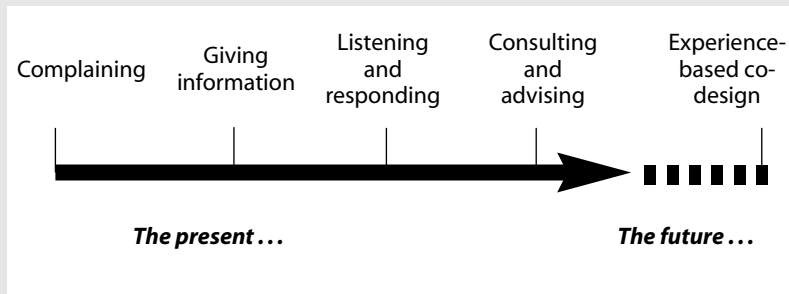 Complaining
Giving
information
Listening
and
responding
Consulting
and
advising
Experience-
based co-
design
The present . . .
The future . . .